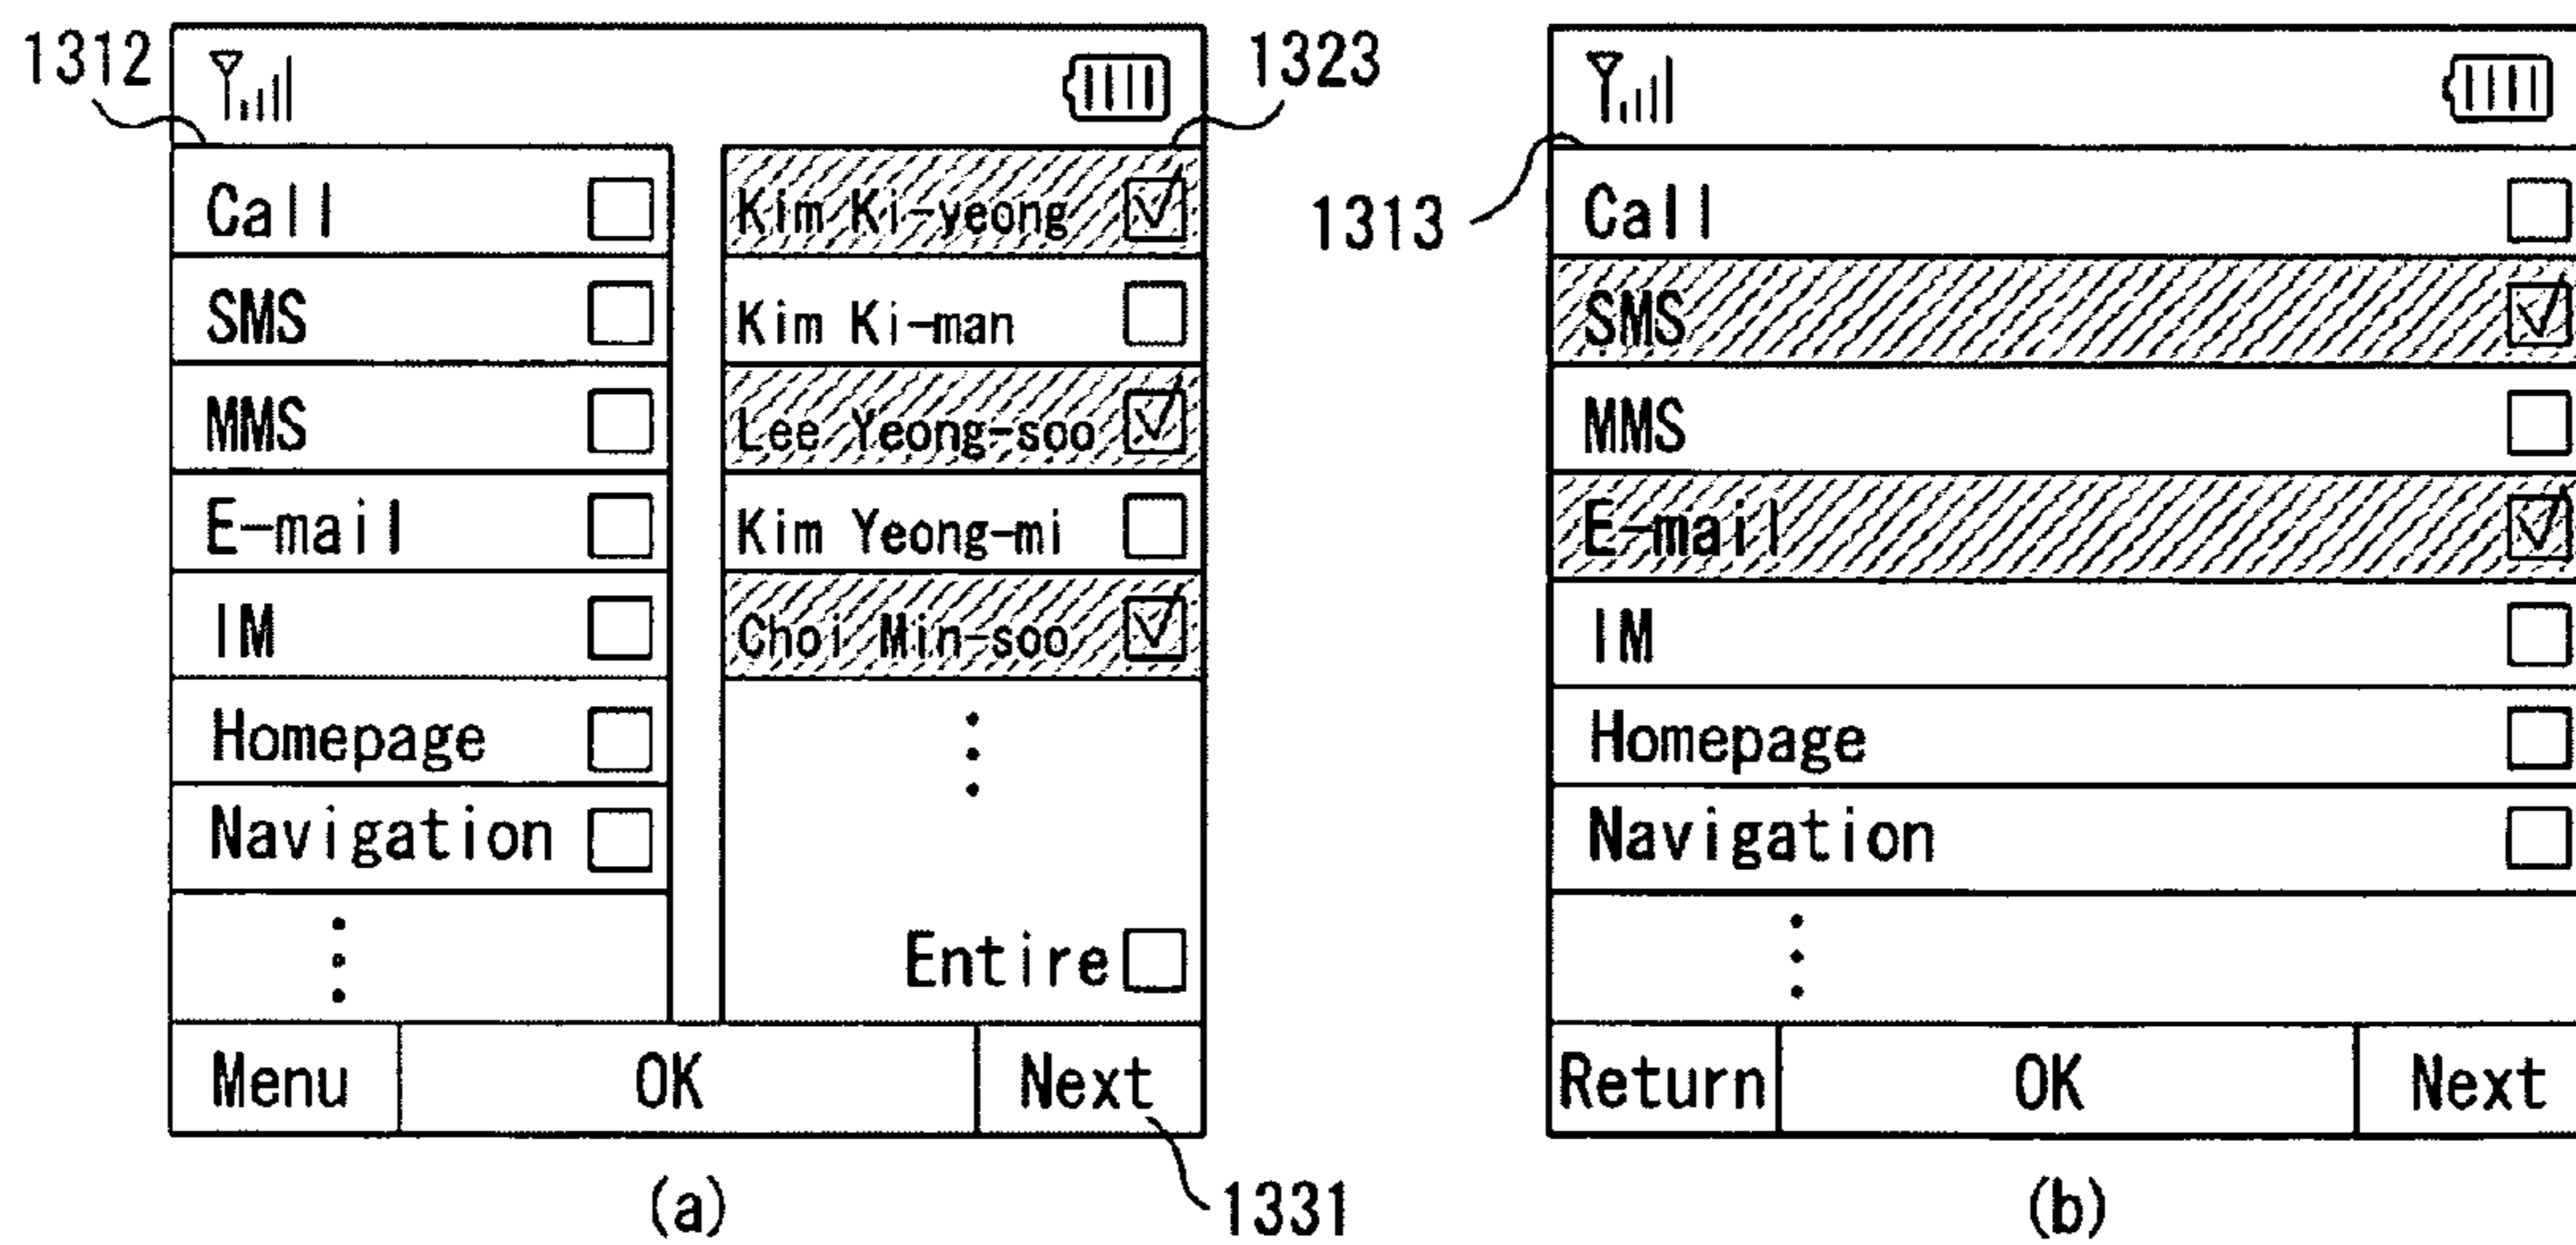 1312
1323
Call
SMS
MMS
E-mail
IM
Homepage
Navigation
Kim Ki-yeong
Kim Ki-man
Lee Yeong-soo
Kim Yeong-mi
Choi Min-soo
Entire
Menu OK Next
1331
(a)
1313
Call
SMS
MMS
E-mail
IM
Homepage
Navigation
Return OK Next
(b)